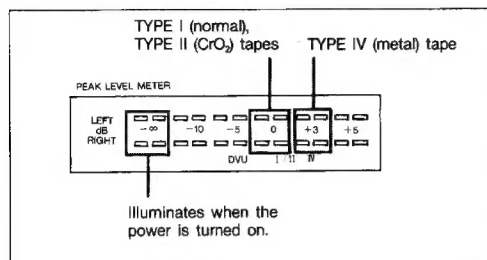 TYPE I (normal),
TYPE II (CrO₂) tapes TYPE IV (metal) tape
PEAK LEVEL METER
LEFT
dB -∞ -10 -5 0 +3 +5
RIGHT
DVU I/II IV
Illuminates when the
power is turned on.